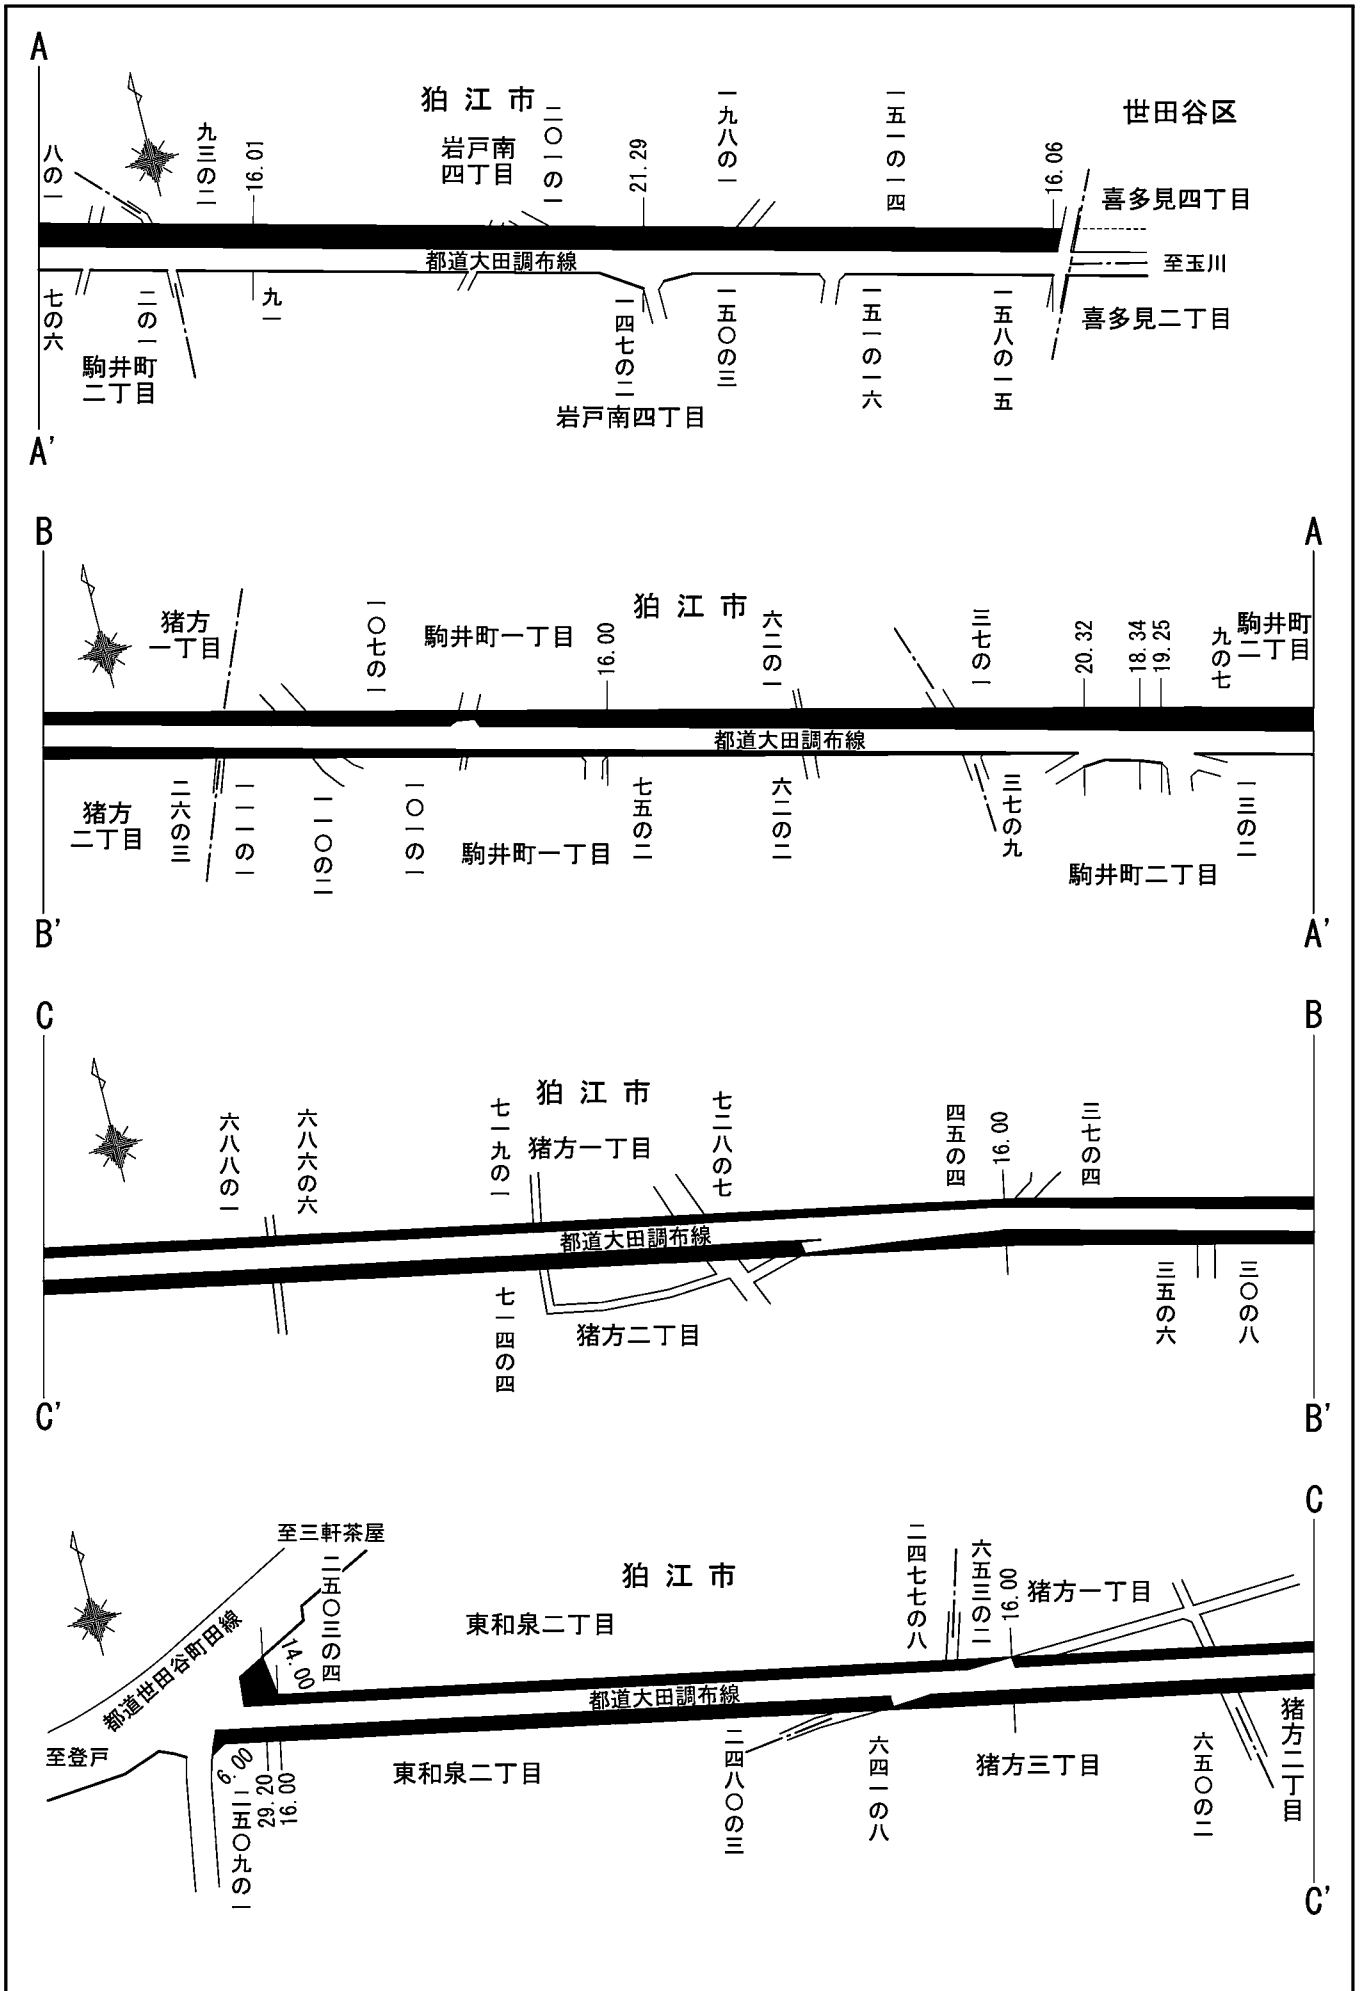 A
狛江市
世田谷区
八の一
九三の二
16.01
岩戸南
四丁目
二〇一の一
21.29
一九八の一
一五一の一四
16.06
喜多見四丁目
都道大田調布線
至玉川
七の六
二の一
駒井町
二丁目
九一
一四七の二
岩戸南四丁目
一五〇の三
一五一の一六
一五八の一五
喜多見二丁目
A'
B
A
猪方
一丁目
一〇七の一
駒井町一丁目
狛江市
16.00
六二の一
三七の一
20.32
18.34
19.25
九の七
駒井町
二丁目
都道大田調布線
猪方
二丁目
二六の三
一一一の一
一一〇の二
一〇一の一
駒井町一丁目
七五の二
六二の二
三七の九
駒井町二丁目
一三の二
B'
A'
C
B
狛江市
六八八の一
六八六の六
七一九の一
猪方一丁目
七二八の七
四五の四
16.00
三七の四
都道大田調布線
七一四の四
猪方二丁目
三五の六
三〇の八
C'
B'
C
至三軒茶屋
狛江市
都道世田谷町田線
二五〇三の四
14.00
東和泉二丁目
二四七七の八
六五三の二
16.00
猪方一丁目
都道大田調布線
至登戸
6.00
二五〇九の一
29.20
16.00
東和泉二丁目
二四八〇の三
六四一の八
猪方三丁目
六五〇の二
猪方二丁目
C'